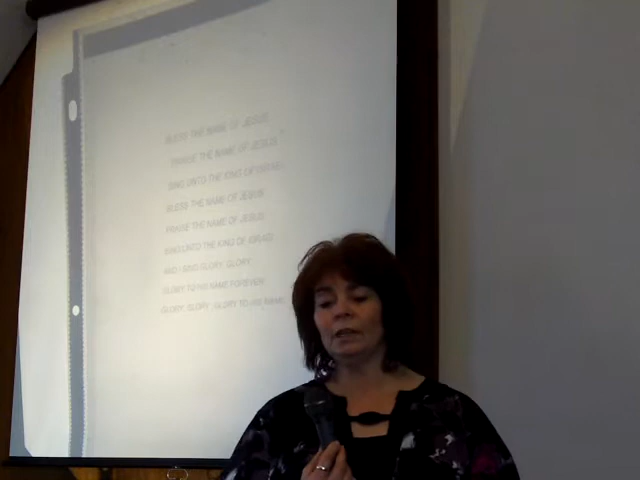 BLESS THE NAME OF JESUS
PRAISE THE NAME OF JESUS
SING UNTO THE KING OF ISRAEL
BLESS THE NAME OF JESUS
PRAISE THE NAME OF JESUS
SING UNTO THE KING OF ISRAEL
AND I SING GLORY, GLORY
GLORY TO HIS NAME FOREVER
GLORY, GLORY, GLORY TO HIS NAME